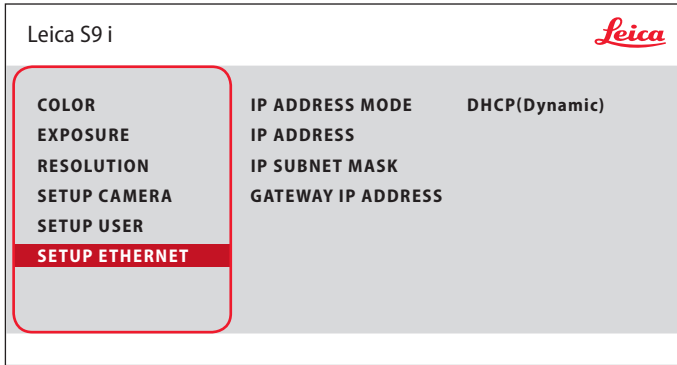 Leica S9 i
Leica
COLOR
EXPOSURE
RESOLUTION
SETUP CAMERA
SETUP USER
SETUP ETHERNET
IP ADDRESS MODE DHCP(Dynamic)
IP ADDRESS
IP SUBNET MASK
GATEWAY IP ADDRESS